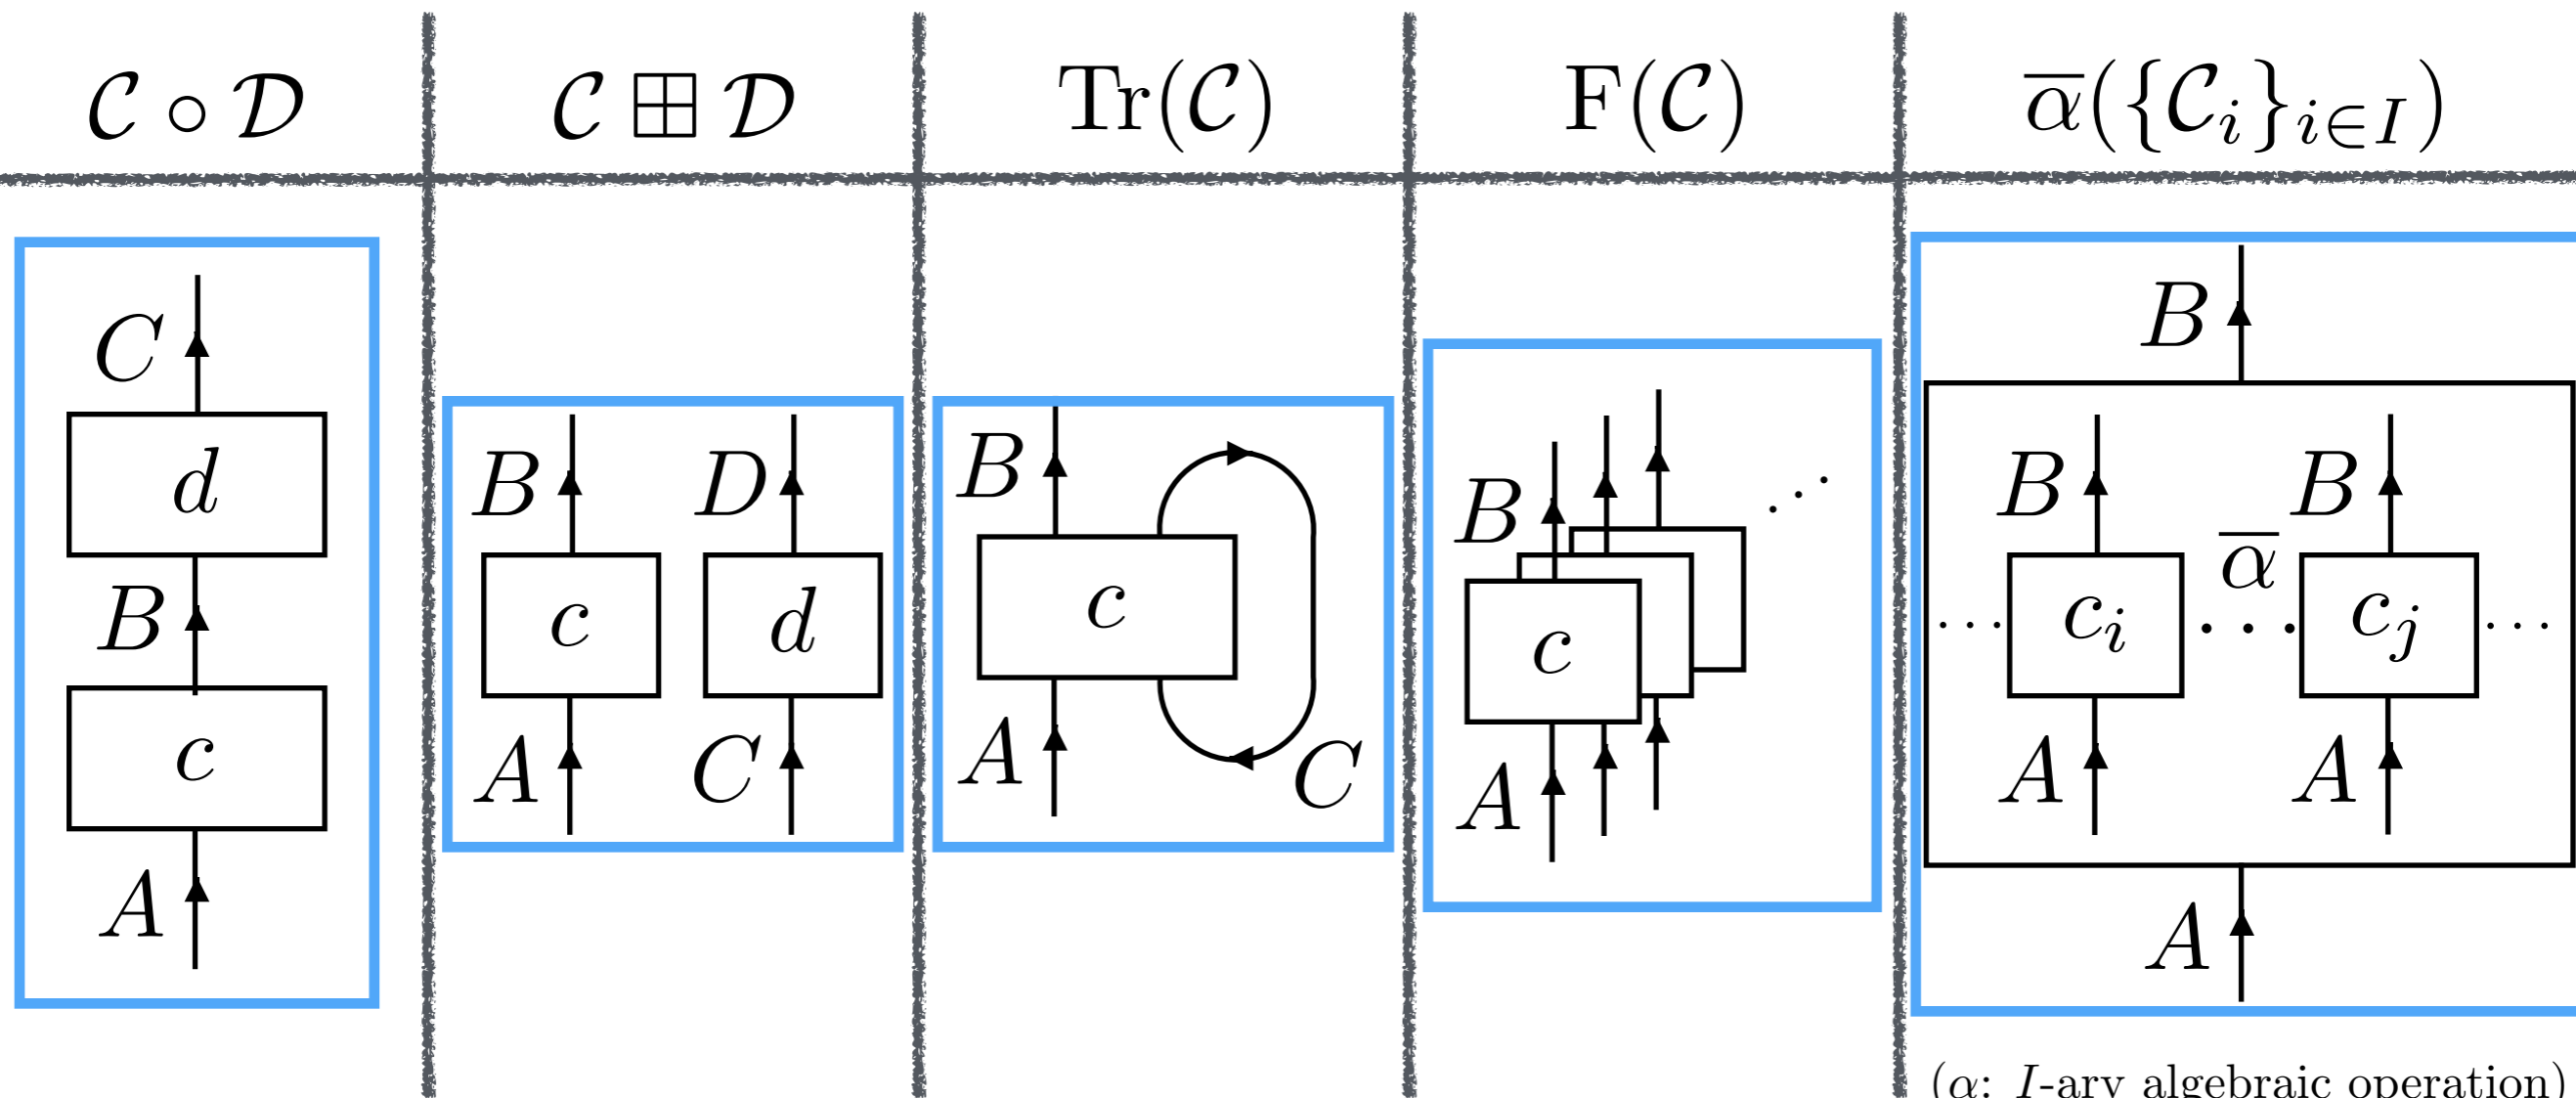 𝒞 ∘ 𝒟
𝒞 ⊞ 𝒟
Tr(𝒞)
F(𝒞)
α̅({𝒞ᵢ}_{i∈I})
C
d
B
c
A
B D
c d
A C
B
c
A C
B
c
A
B
B B
α̅
⋯ cᵢ ⋯ cⱼ ⋯
A A
A
(α: I-ary algebraic operation)